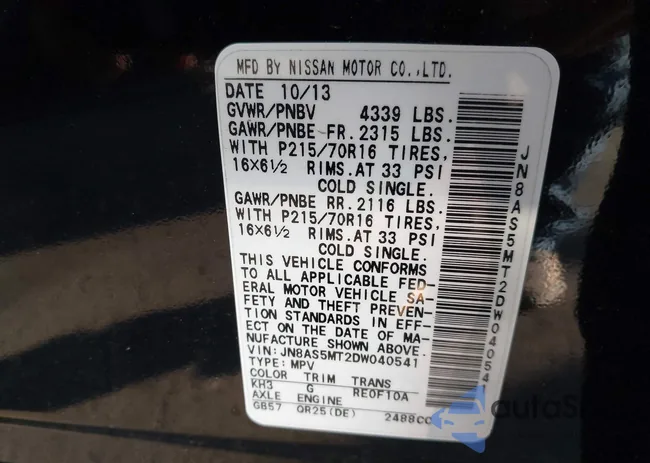 MFD BY NISSAN MOTOR CO.,LTD.
DATE 10/13
GVWR/PNBV 4339 LBS.
GAWR/PNBE FR. 2315 LBS.
WITH P215/70R16 TIRES,
16X6½ RIMS. AT 33 PSI
COLD SINGLE.
GAWR/PNBE RR. 2116 LBS.
WITH P215/70R16 TIRES,
16X6½ RIMS. AT 33 PSI
COLD SINGLE.
THIS VEHICLE CONFORMS
TO ALL APPLICABLE FED-
ERAL MOTOR VEHICLE SA
FETY AND THEFT PREVEN-
TION STANDARDS IN EFF-
ECT ON THE DATE OF MA-
NUFACTURE SHOWN ABOVE.
VIN: JN8AS5MT2DW040541
TYPE: MPV
COLOR TRIM TRANS
KH3 G RE0F10A
AXLE ENGINE
GB57 QR25(DE) 2488CC
JN8AS5MT2DW040541